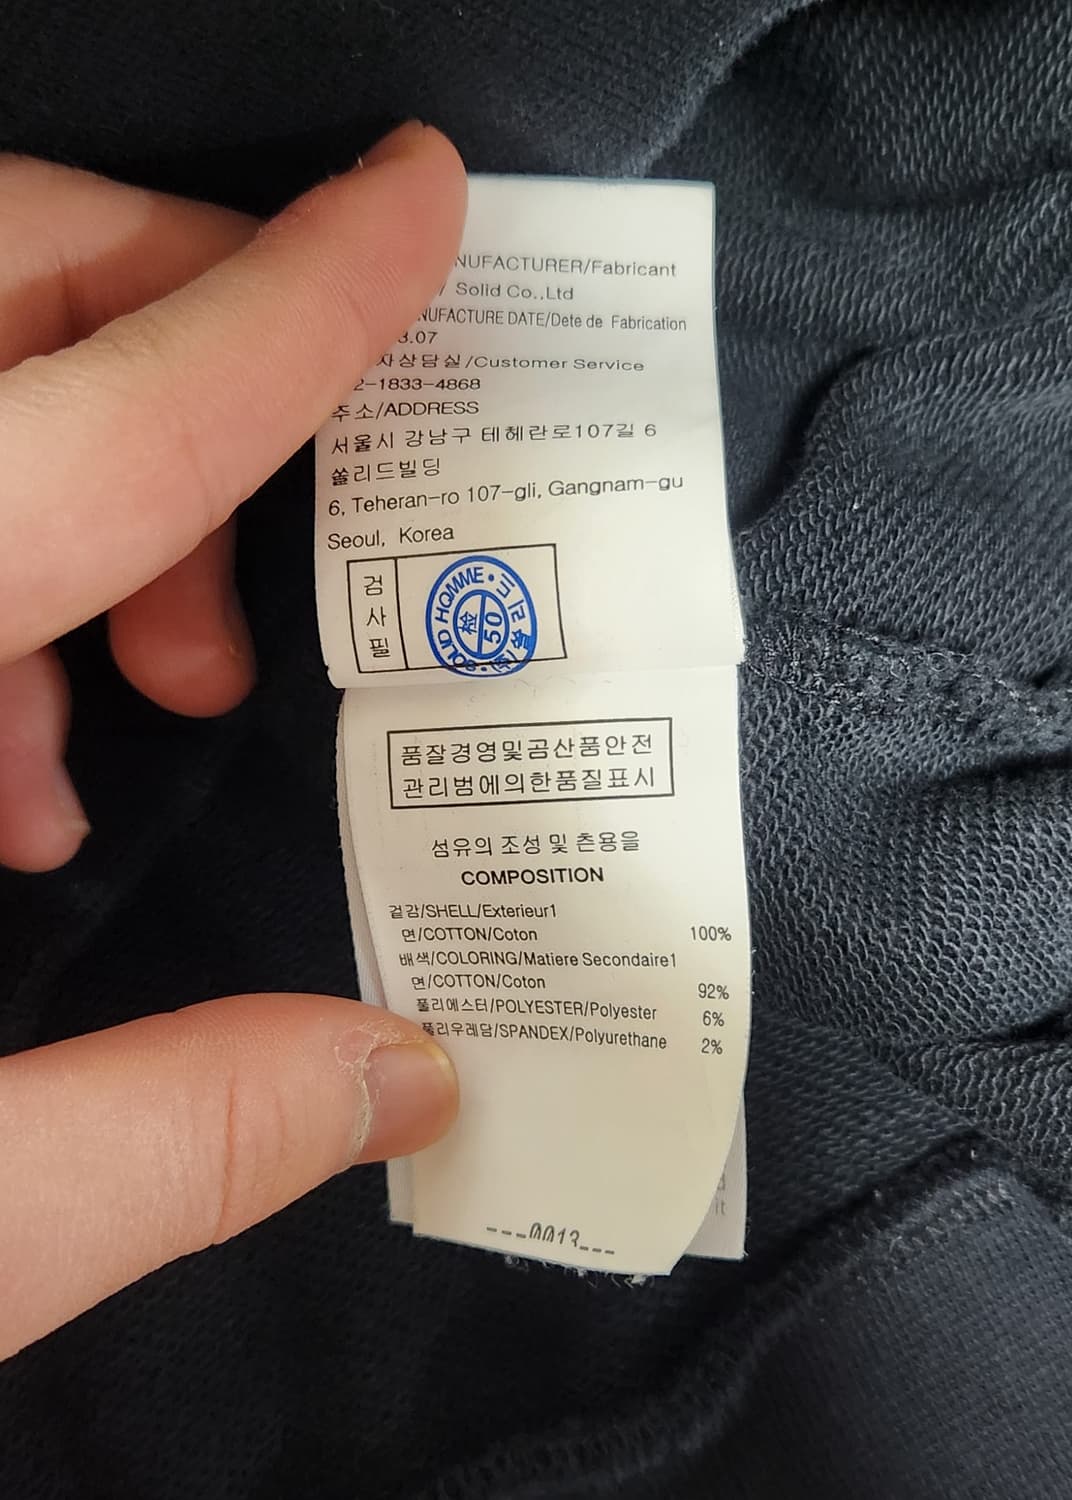 NUFACTURER/Fabricant
/ Solid Co.,Ltd
NUFACTURE DATE/Dete de Fabrication
3.07
자상담실/Customer Service
2-1833-4868
주소/ADDRESS
서울시 강남구 테헤란로107길 6
쏠리드빌딩
6, Teheran-ro 107-gli, Gangnam-gu
Seoul, Korea
검사필
SOLID HOMME
检 50
품잘경영및곰산품안전
관리범에의한품질표시
섬유의 조성 및 츤용을
COMPOSITION
겉감/SHELL/Exterieur1
면/COTTON/Coton 100%
배색/COLORING/Matiere Secondaire1
면/COTTON/Coton 92%
폴리에스터/POLYESTER/Polyester 6%
폴리우레담/SPANDEX/Polyurethane 2%
it
---0013---